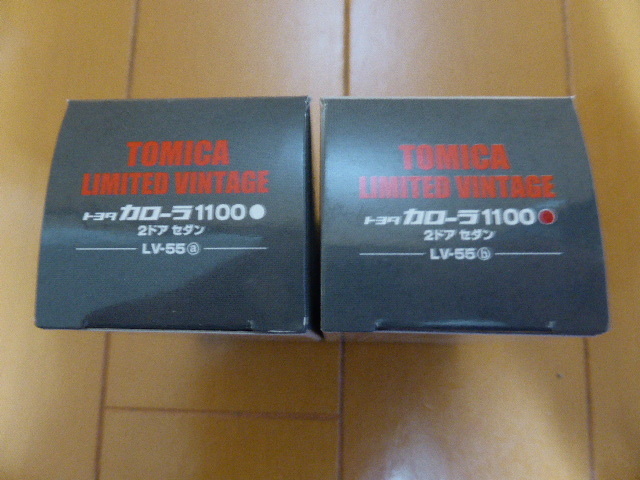 TOMICA
LIMITED VINTAGE
トヨタ カローラ1100
2ドア セダン
LV-55ⓐ
TOMICA
LIMITED VINTAGE
トヨタ カローラ1100
2ドア セダン
LV-55ⓑ